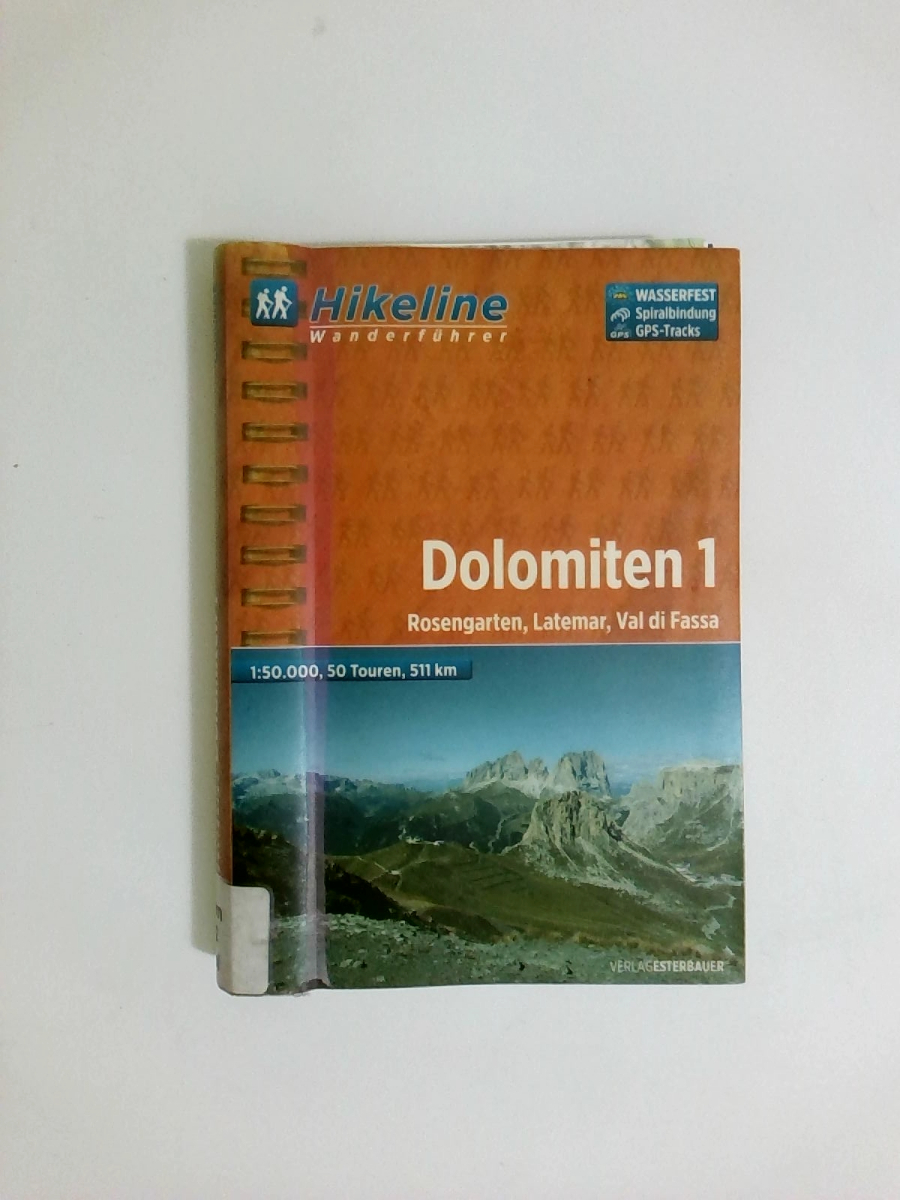 Hikeline
Wanderführer
WASSERFEST
Spiralbindung
GPS
GPS-Tracks
Dolomiten 1
Rosengarten, Latemar, Val di Fassa
1:50.000, 50 Touren, 511 km
VERLAGESTERBAUER